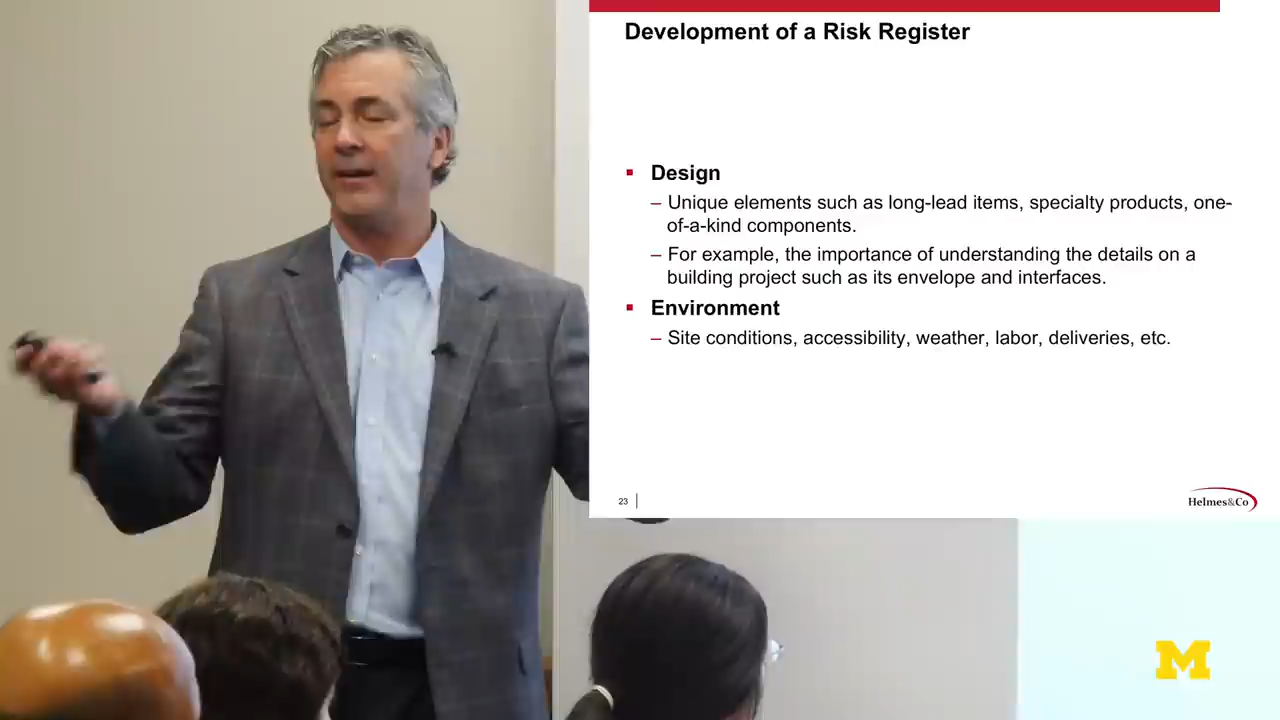 Development of a Risk Register
▪ Design
– Unique elements such as long-lead items, specialty products, one-
of-a-kind components.
– For example, the importance of understanding the details on a
building project such as its envelope and interfaces.
▪ Environment
– Site conditions, accessibility, weather, labor, deliveries, etc.
23
Helmes&Co
M